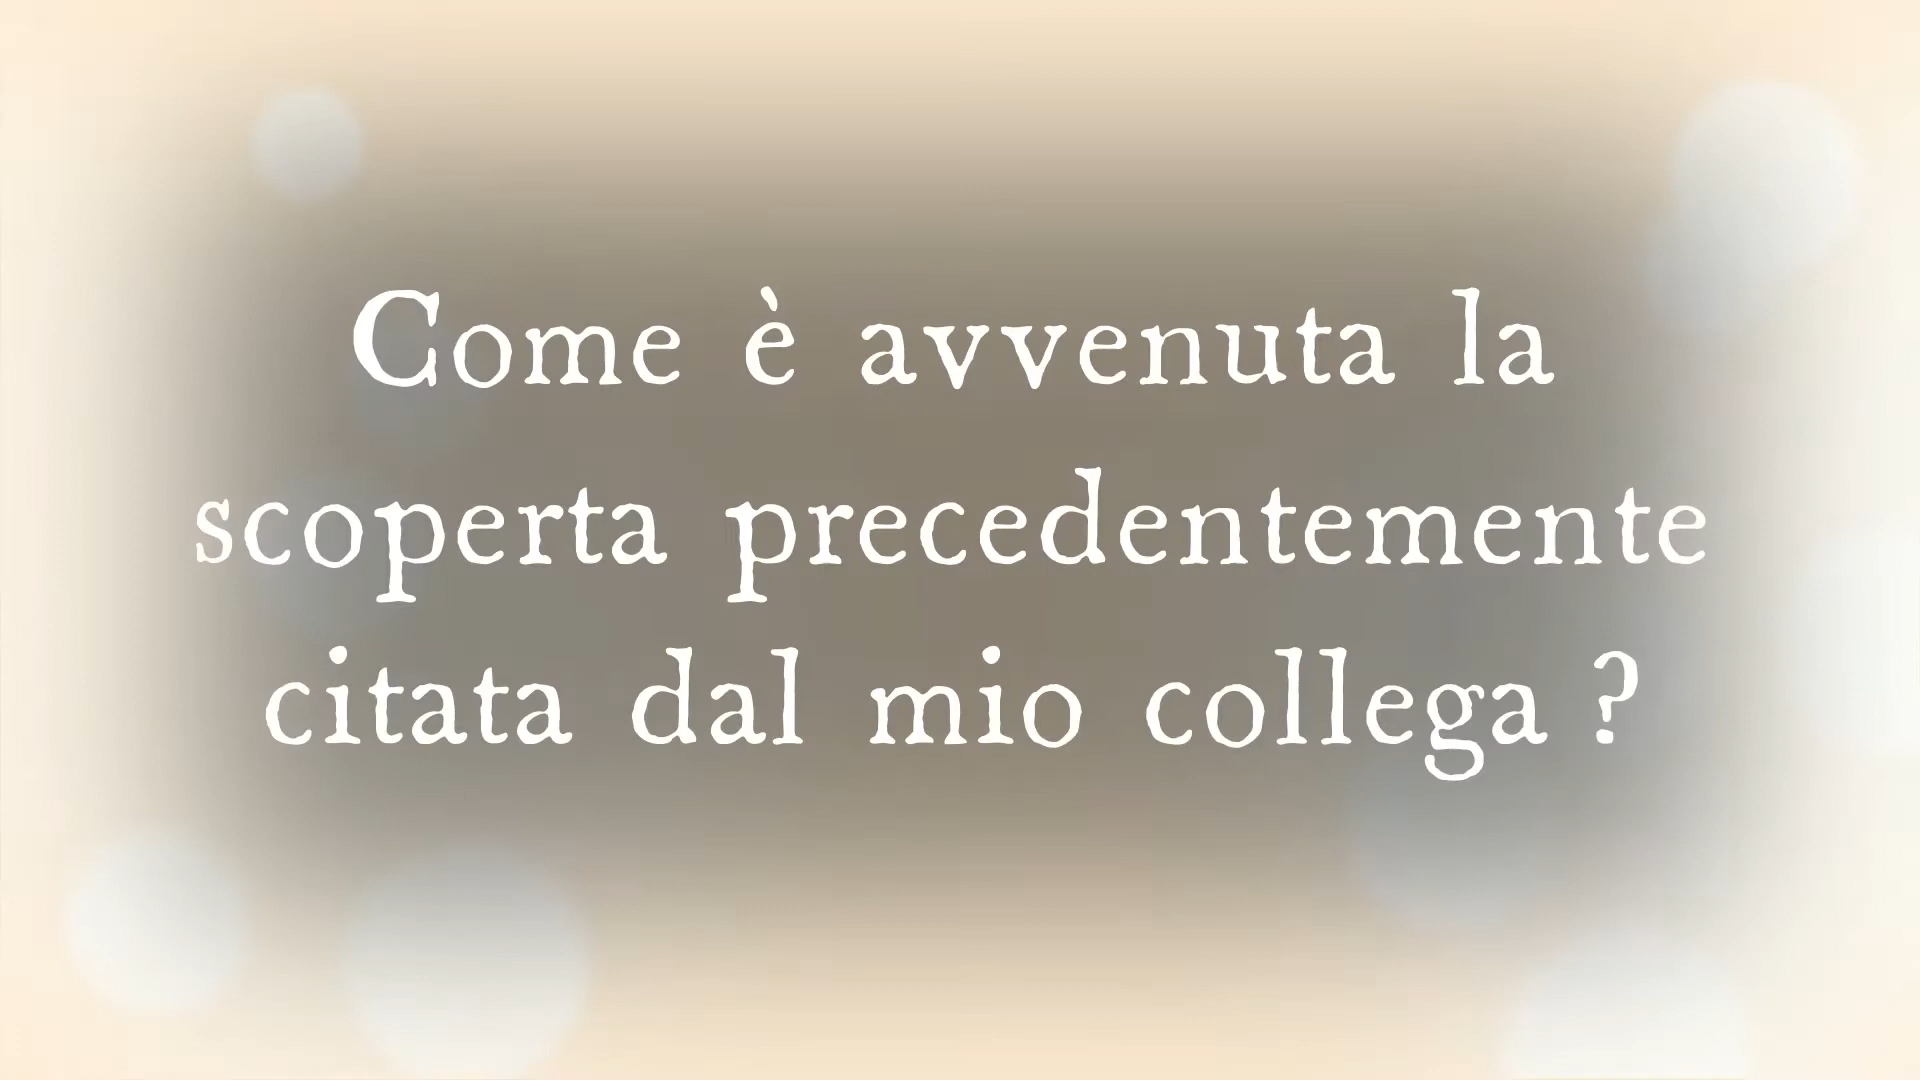 Come è avvenuta la
scoperta precedentemente
citata dal mio collega ?